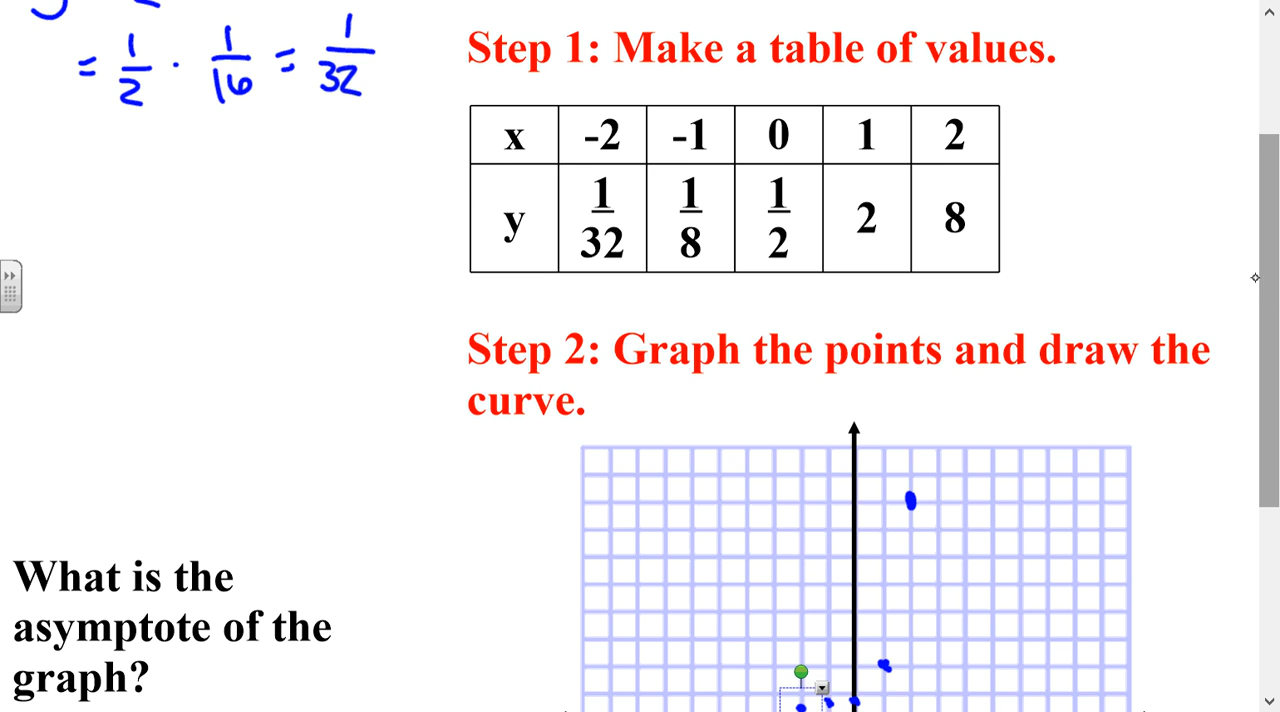 = 1/2 · 1/16 = 1/32
Step 1: Make a table of values.
x -2 -1 0 1 2
y 1/32 1/8 1/2 2 8
Step 2: Graph the points and draw the
curve.
What is the
asymptote of the
graph?